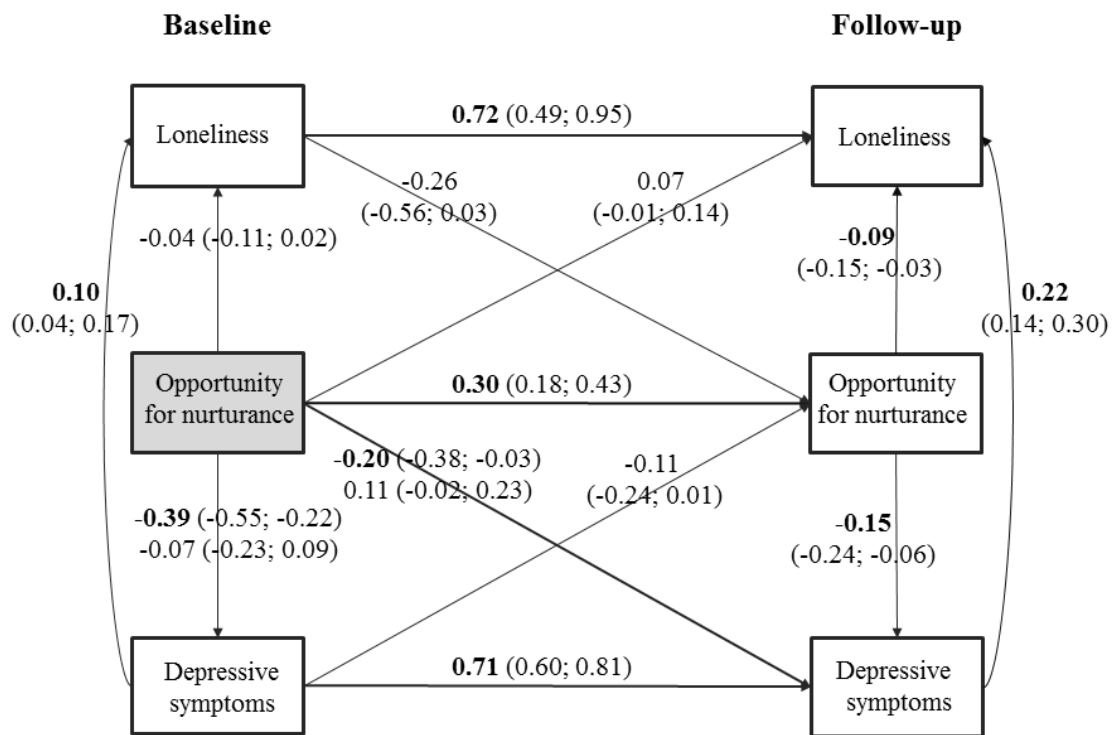 Baseline
Follow-up
Loneliness
0.72 (0.49; 0.95)
Loneliness
-0.26
(-0.56; 0.03)
0.07
(-0.01; 0.14)
-0.04 (-0.11; 0.02)
-0.09
(-0.15; -0.03)
0.10
(0.04; 0.17)
0.22
(0.14; 0.30)
Opportunity
for nurturance
0.30 (0.18; 0.43)
Opportunity
for nurturance
-0.20 (-0.38; -0.03)
0.11 (-0.02; 0.23)
-0.11
(-0.24; 0.01)
-0.39 (-0.55; -0.22)
-0.07 (-0.23; 0.09)
-0.15
(-0.24; -0.06)
Depressive
symptoms
0.71 (0.60; 0.81)
Depressive
symptoms